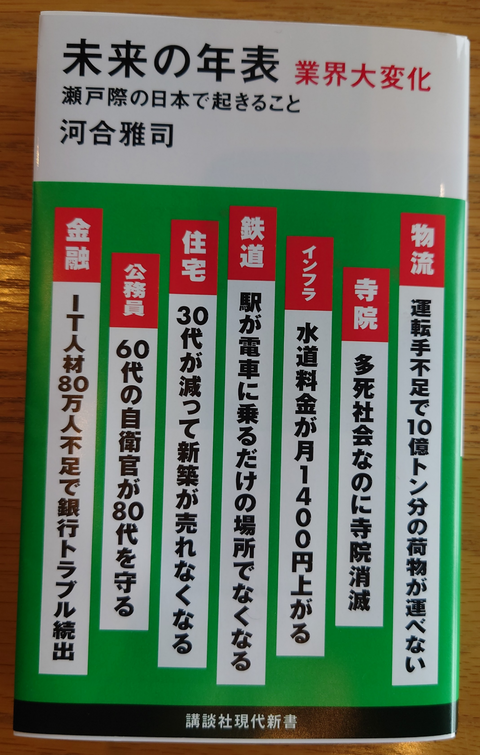 未来の年表 業界大変化
瀬戸際の日本で起きること
河合雅司
物流
運転手不足で10億トン分の荷物が運べない
寺院
多死社会なのに寺院消滅
インフラ
水道料金が月1400円上がる
鉄道
駅が電車に乗るだけの場所でなくなる
住宅
30代が減って新築が売れなくなる
公務員
60代の自衛官が80代を守る
金融
IT人材80万人不足で銀行トラブル続出
講談社現代新書